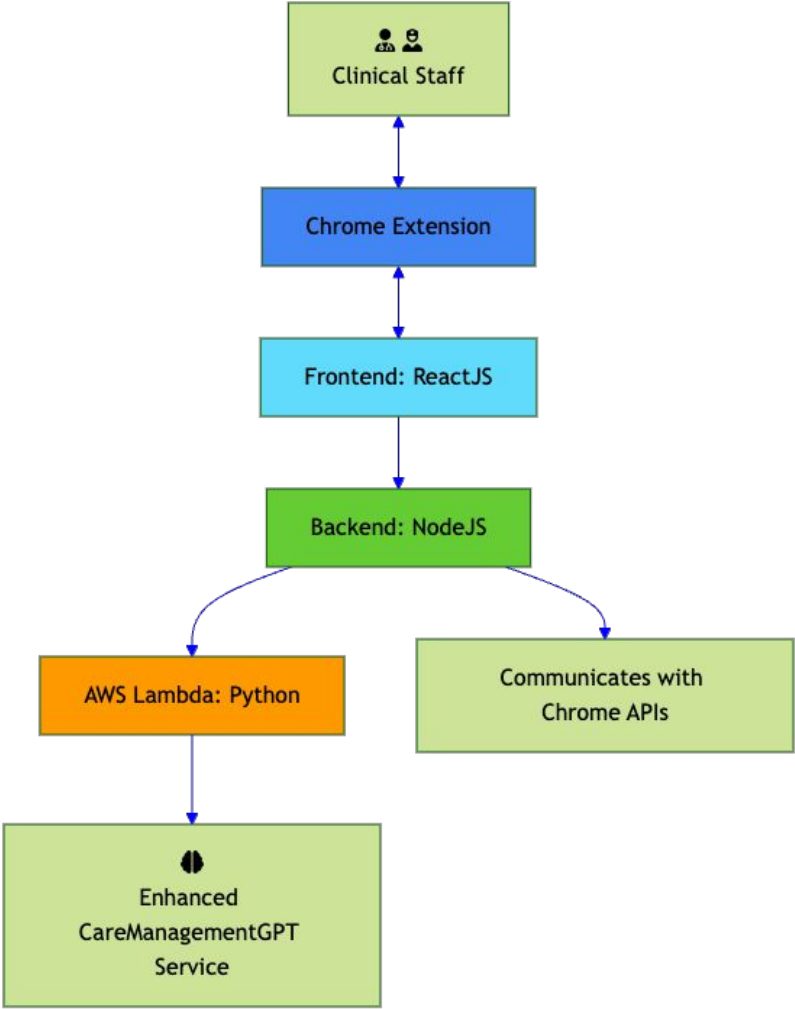 Clinical Staff
Chrome Extension
Frontend: ReactJS
Backend: NodeJS
AWS Lambda: Python
Communicates with
Chrome APIs
Enhanced
CareManagementGPT
Service